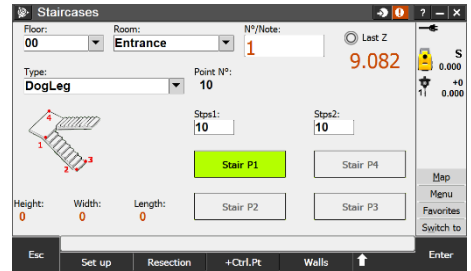 Staircases
? – ×
Floor: Room: N°/Note: Last Z
00 Entrance 1 9.082
S
0.000
Type: Point N°:
DogLeg 10
+0
1| 0.000
4
1
2 3
Stps1: Stps2:
10 10
Stair P1 Stair P4
Map
Menu
Height: Width: Length: Stair P2 Stair P3 Favorites
0 0 0
Switch to
Esc Enter
Set up Resection +Ctrl.Pt Walls